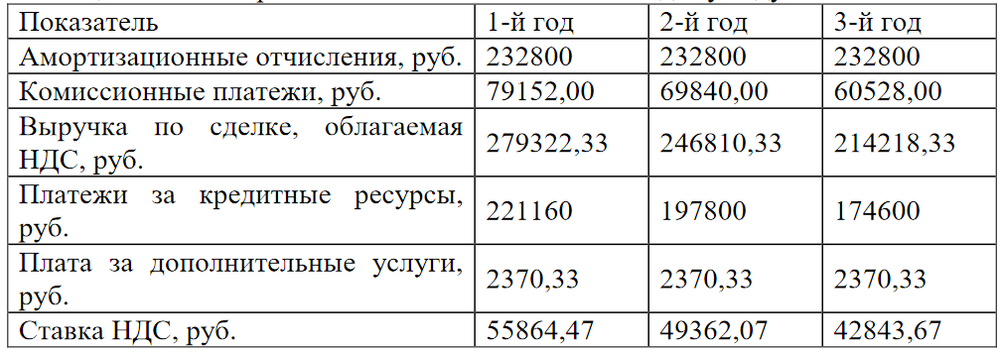 Показатель 1-й год 2-й год 3-й год
Амортизационные отчисления, руб. 232800 232800 232800
Комиссионные платежи, руб. 79152,00 69840,00 60528,00
Выручка по сделке, облагаемая
НДС, руб. 279322,33 246810,33 214218,33
Платежи за кредитные ресурсы,
руб. 221160 197800 174600
Плата за дополнительные услуги,
руб. 2370,33 2370,33 2370,33
Ставка НДС, руб. 55864,47 49362,07 42843,67